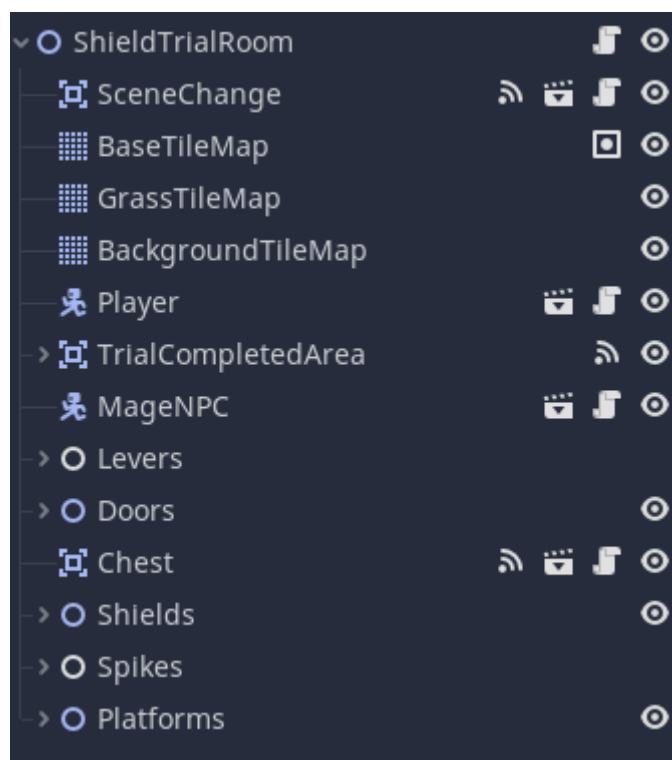 ShieldTrialRoom
SceneChange
BaseTileMap
GrassTileMap
BackgroundTileMap
Player
TrialCompletedArea
MageNPC
Levers
Doors
Chest
Shields
Spikes
Platforms